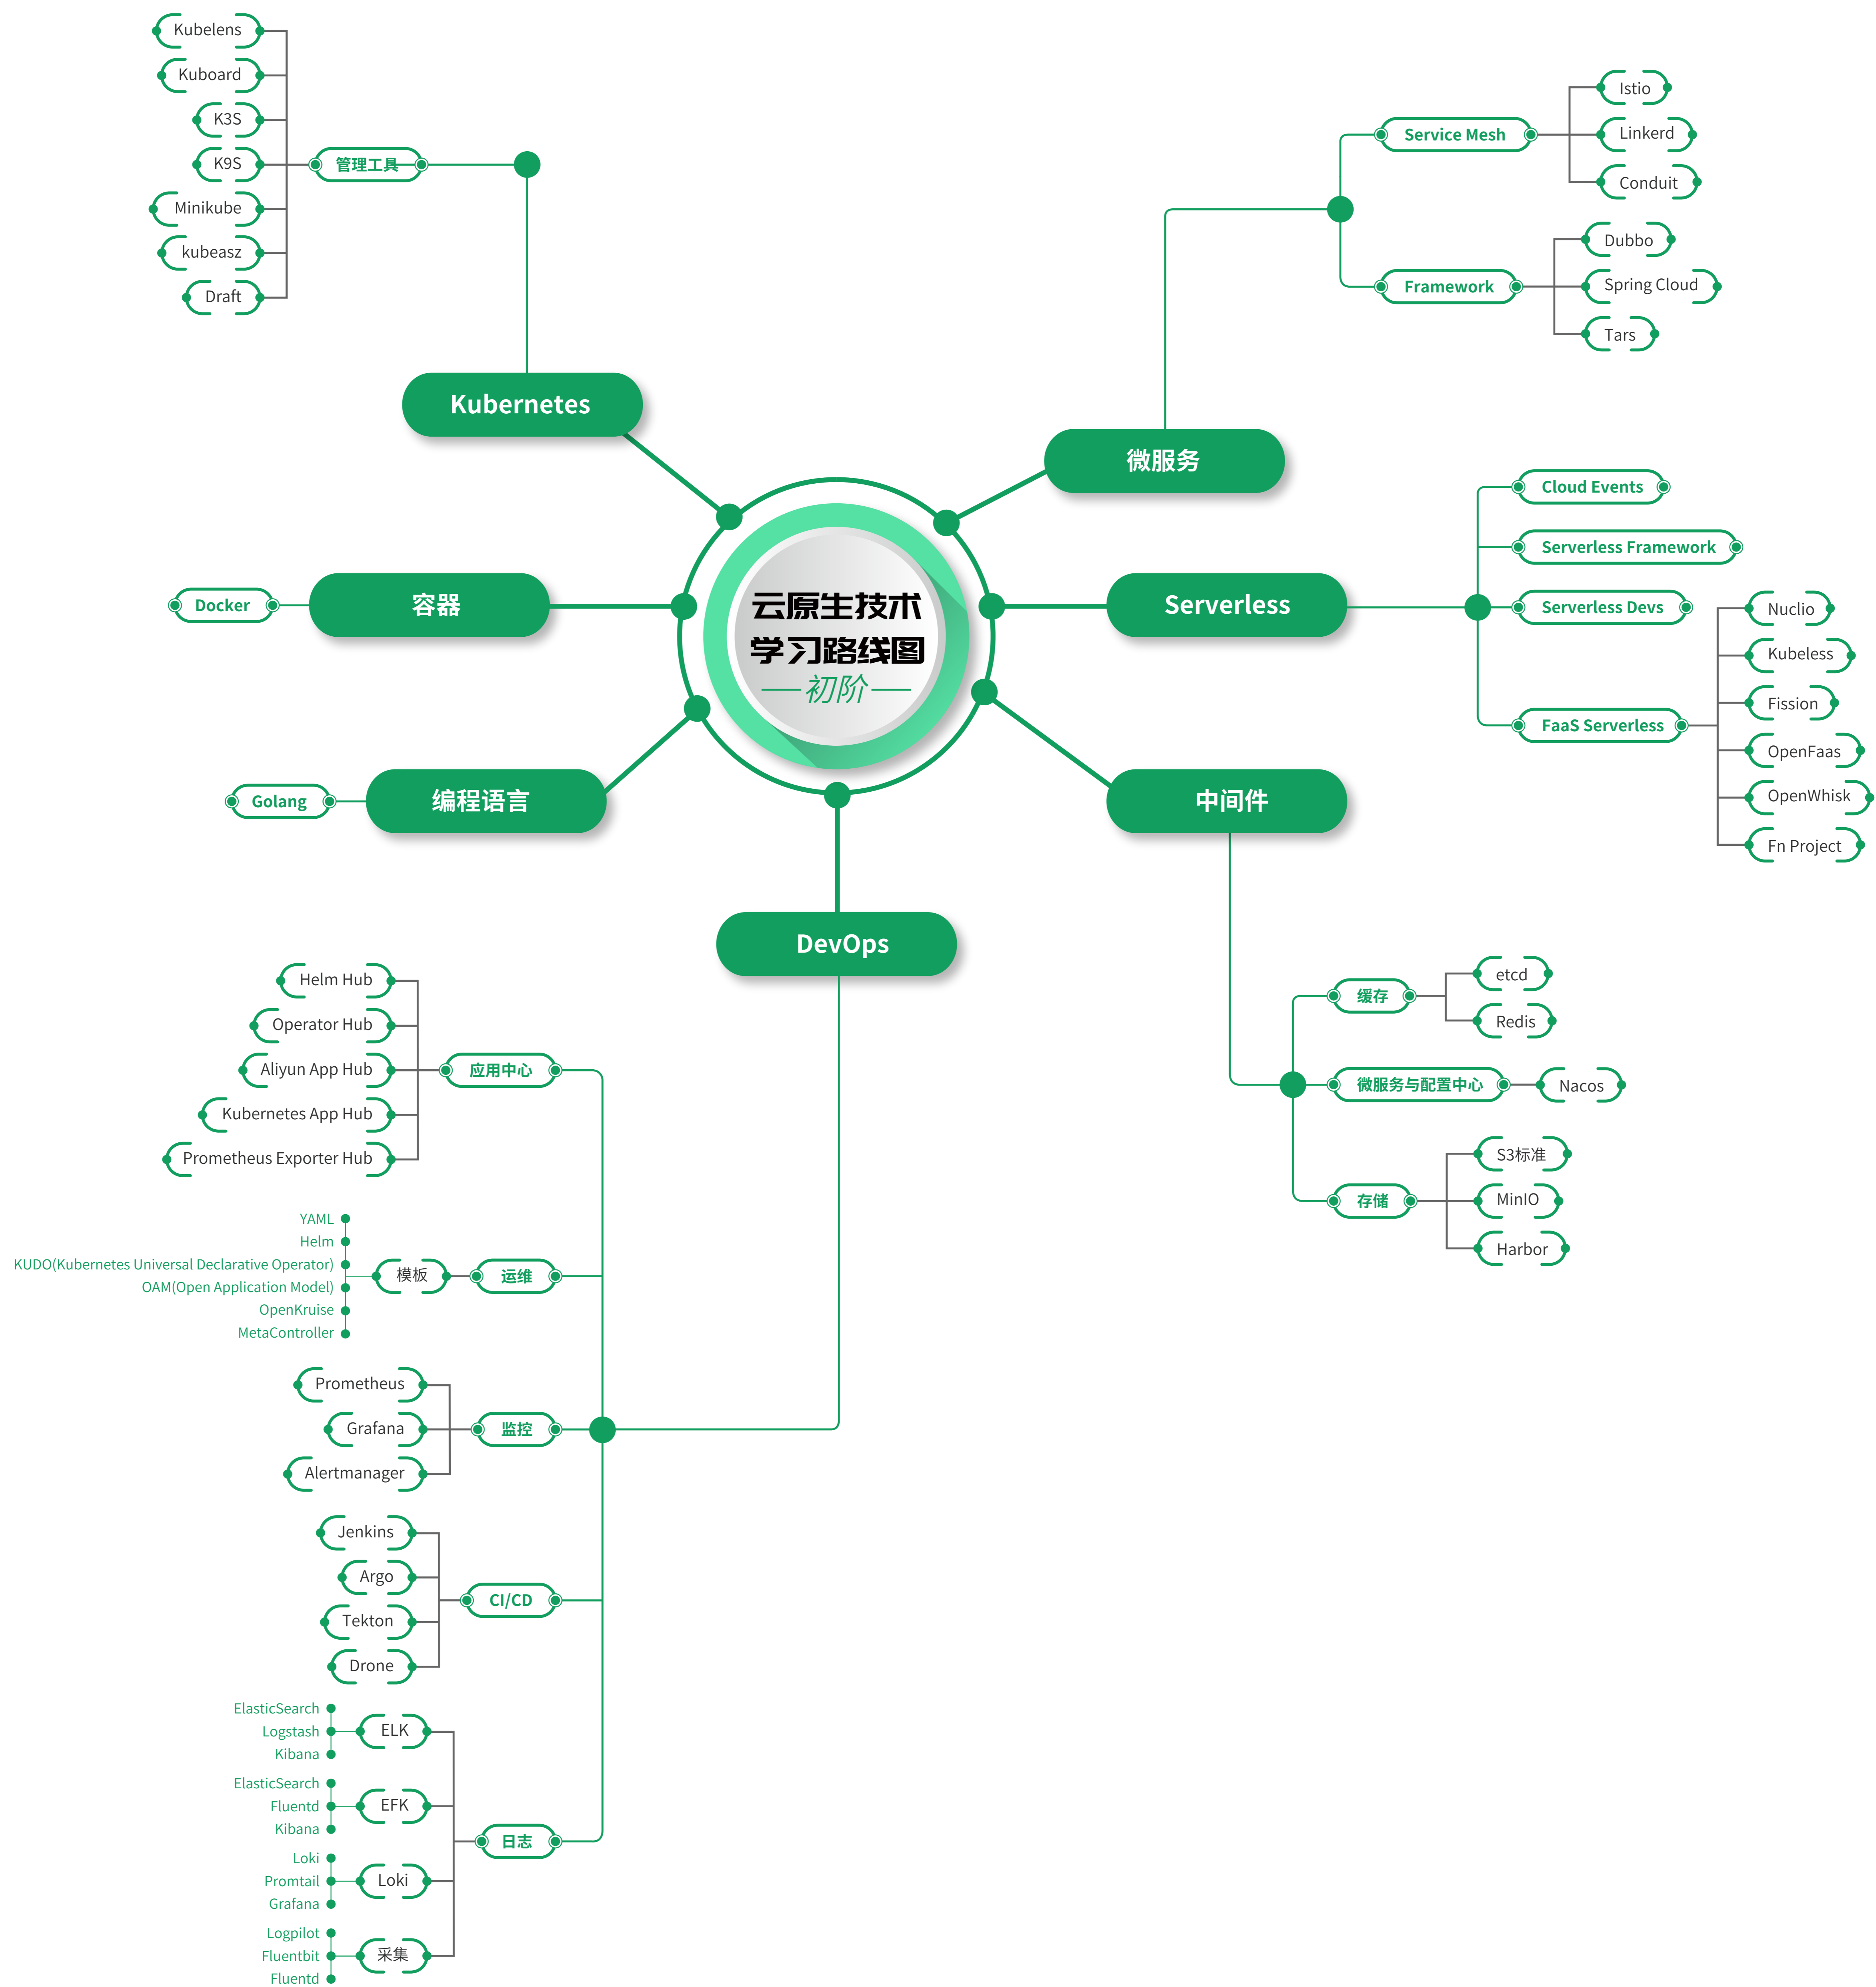 云原生技术
学习路线图
初阶
Kubernetes
管理工具
Kubelens
Kuboard
K3S
K9S
Minikube
kubeasz
Draft
容器
Docker
编程语言
Golang
微服务
Service Mesh
Istio
Linkerd
Conduit
Framework
Dubbo
Spring Cloud
Tars
Serverless
Cloud Events
Serverless Framework
Serverless Devs
FaaS Serverless
Nuclio
Kubeless
Fission
OpenFaas
OpenWhisk
Fn Project
中间件
缓存
etcd
Redis
微服务与配置中心
Nacos
存储
S3标准
MinIO
Harbor
DevOps
应用中心
Helm Hub
Operator Hub
Aliyun App Hub
Kubernetes App Hub
Prometheus Exporter Hub
运维
模板
YAML
Helm
KUDO(Kubernetes Universal Declarative Operator)
OAM(Open Application Model)
OpenKruise
MetaController
监控
Prometheus
Grafana
Alertmanager
CI/CD
Jenkins
Argo
Tekton
Drone
日志
ELK
ElasticSearch
Logstash
Kibana
EFK
ElasticSearch
Fluentd
Kibana
Loki
Loki
Promtail
Grafana
采集
Logpilot
Fluentbit
Fluentd